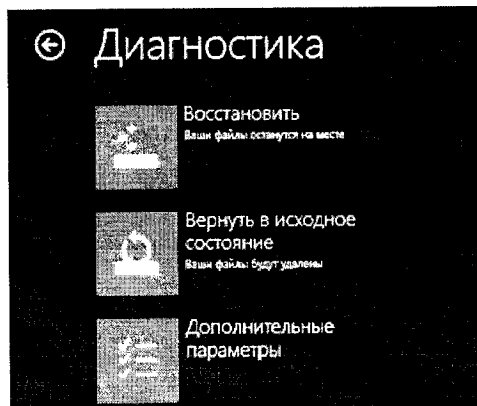 Диагностика
Восстановить
Ваши файлы останутся на месте
Вернуть в исходное
состояние
Ваши файлы будут удалены
Дополнительные
параметры